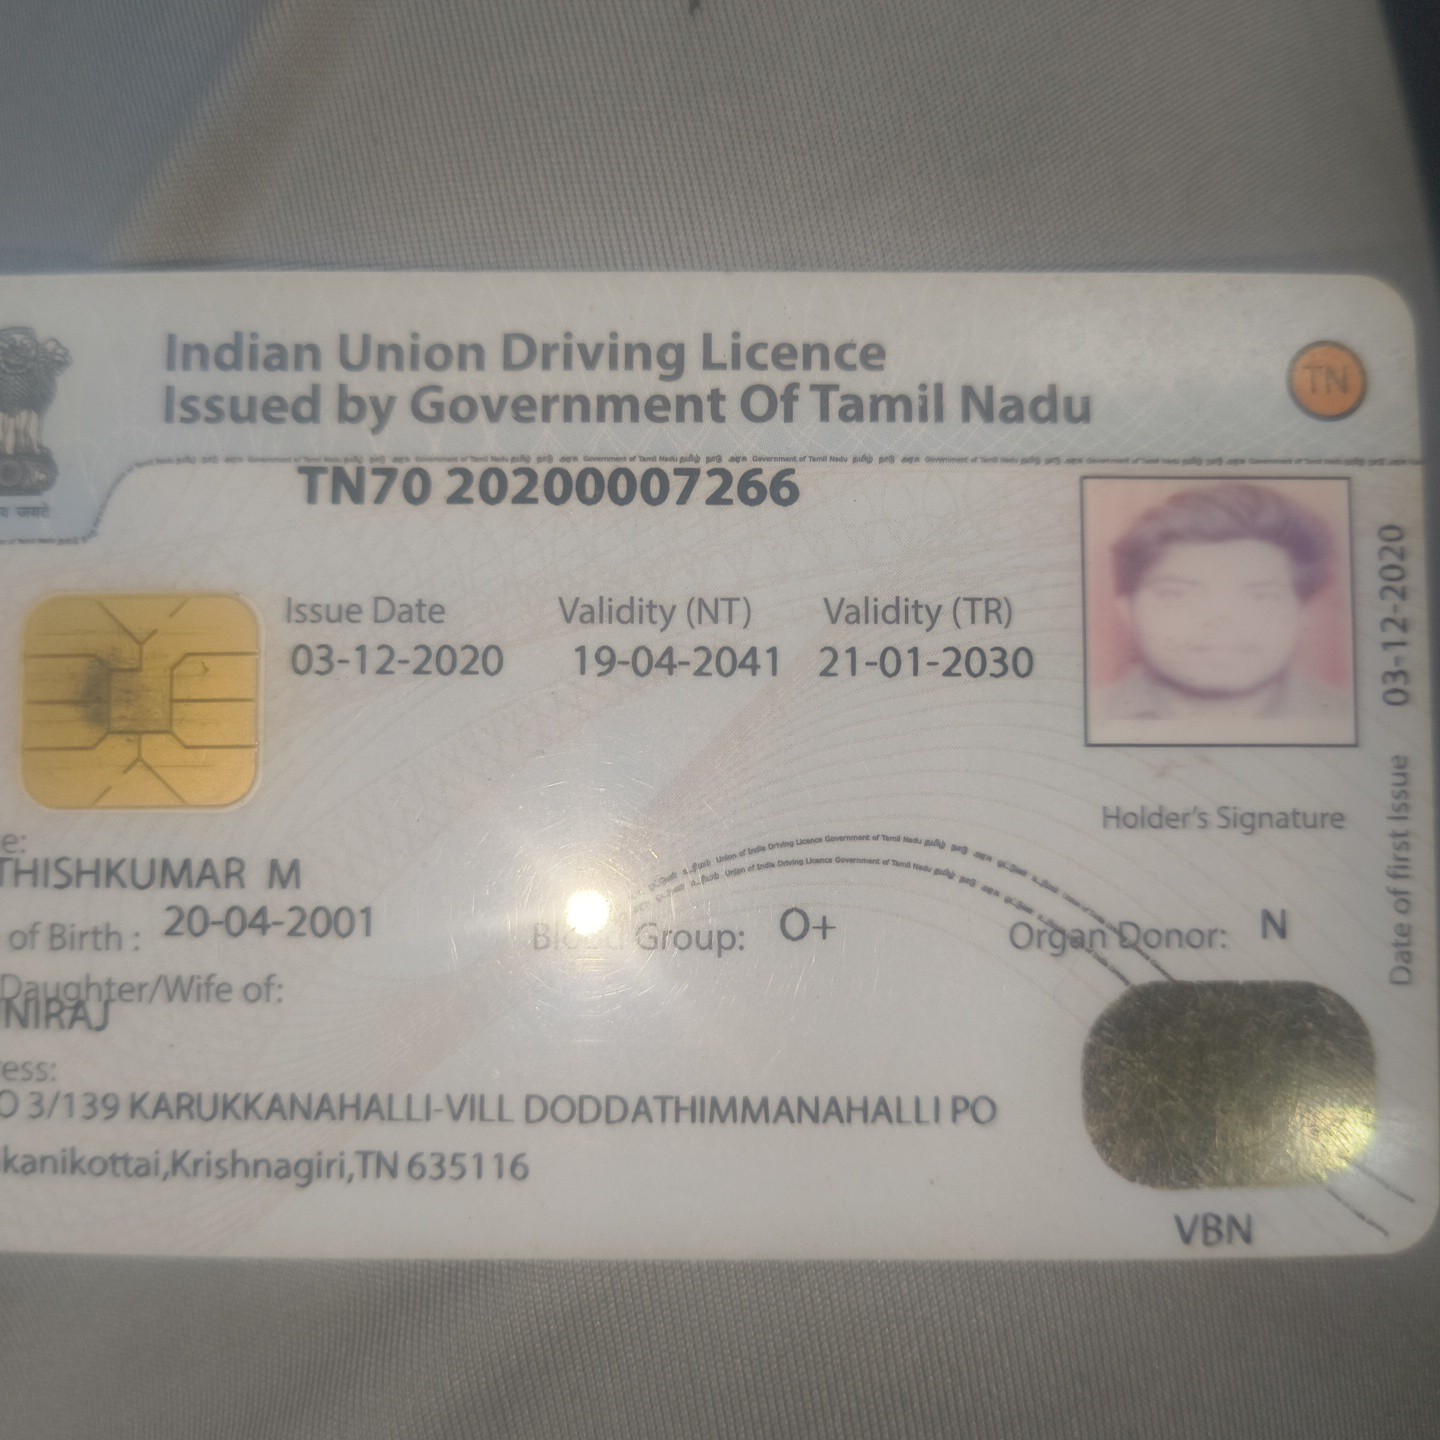 Indian Union Driving Licence
Issued by Government Of Tamil Nadu
TN
TN70 20200007266
Issue Date
03-12-2020
Validity (NT)
19-04-2041
Validity (TR)
21-01-2030
Holder's Signature
Date of first Issue 03-12-2020
e:
THISHKUMAR M
of Birth : 20-04-2001
Blood Group: O+
Organ Donor: N
Daughter/Wife of:
NIRAJ
ess:
O 3/139 KARUKKANAHALLI-VILL DODDATHIMMANAHALLI PO
kanikottai,Krishnagiri,TN 635116
VBN